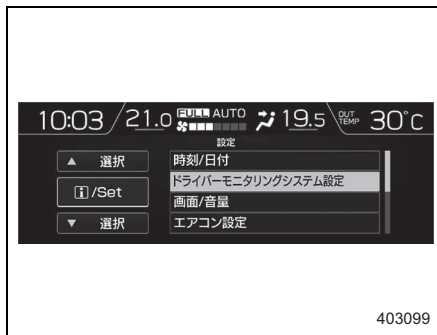 10:03 21.0 FULL AUTO 19.5 OUT TEMP 30°C
設定
▲ 選択
時刻/日付
ドライバーモニタリングシステム設定
i/Set
画面/音量
▼ 選択
エアコン設定
403099